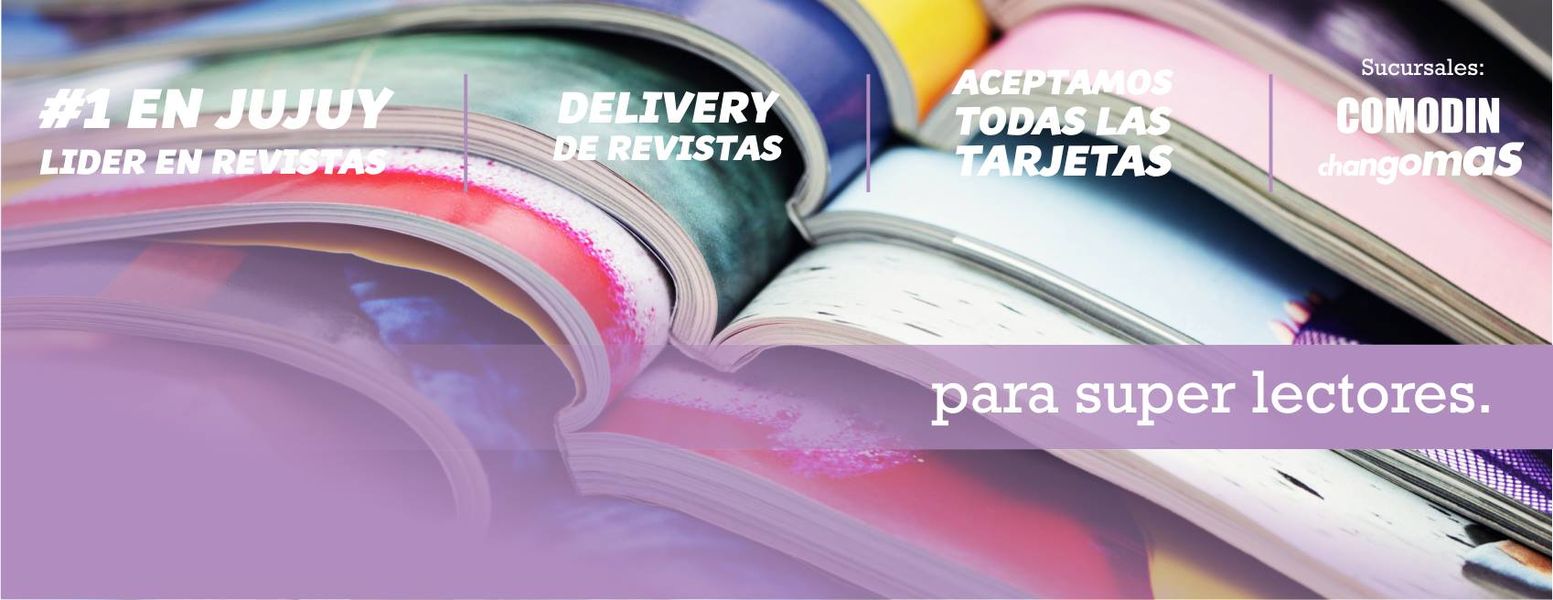 #1 EN JUJUY
LIDER EN REVISTAS
DELIVERY
DE REVISTAS
ACEPTAMOS
TODAS LAS
TARJETAS
Sucursales:
COMODIN
changomas
para super lectores.